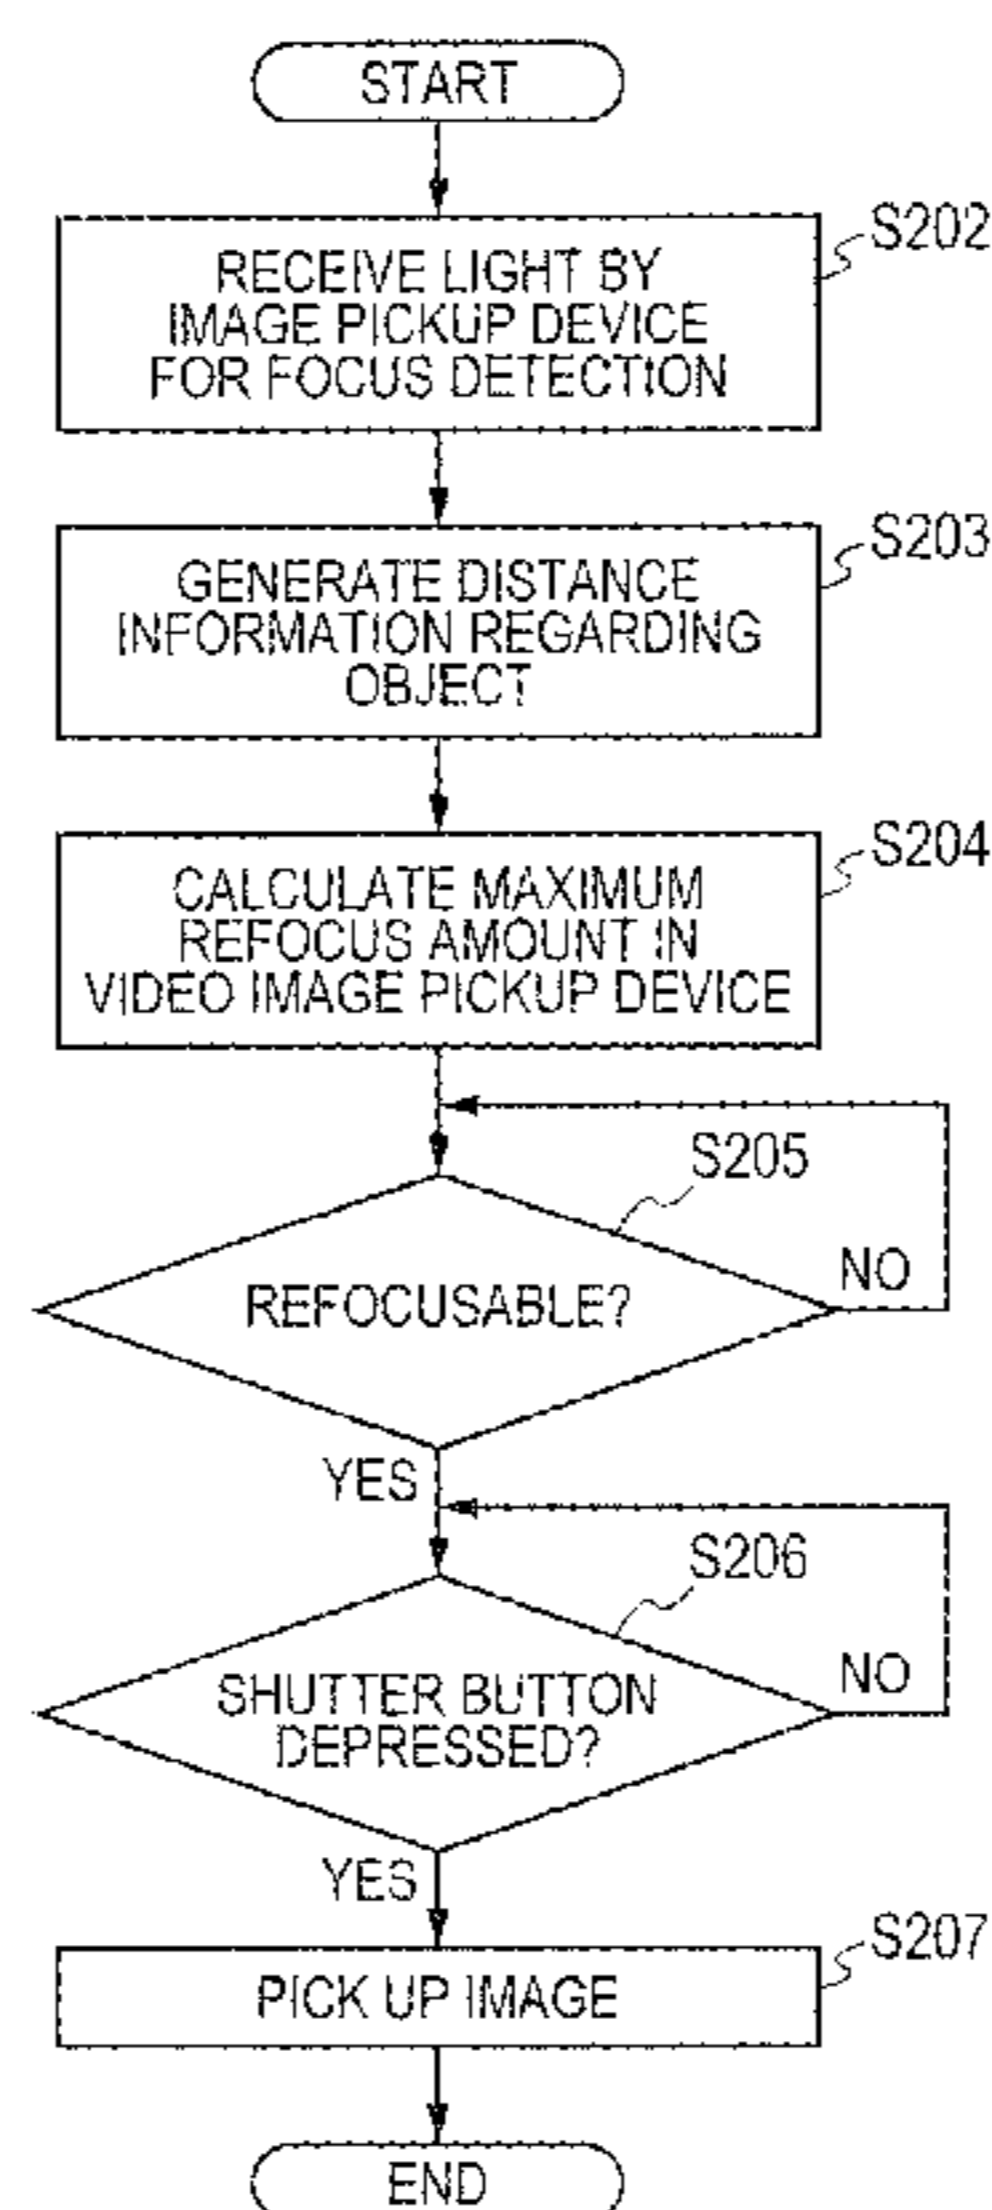 START
S202
RECEIVE LIGHT BY
IMAGE PICKUP DEVICE
FOR FOCUS DETECTION
S203
GENERATE DISTANCE
INFORMATION REGARDING
OBJECT
S204
CALCULATE MAXIMUM
REFOCUS AMOUNT IN
VIDEO IMAGE PICKUP DEVICE
S205
REFOCUSABLE?
NO
YES
S206
SHUTTER BUTTON
DEPRESSED?
NO
YES
S207
PICK UP IMAGE
END